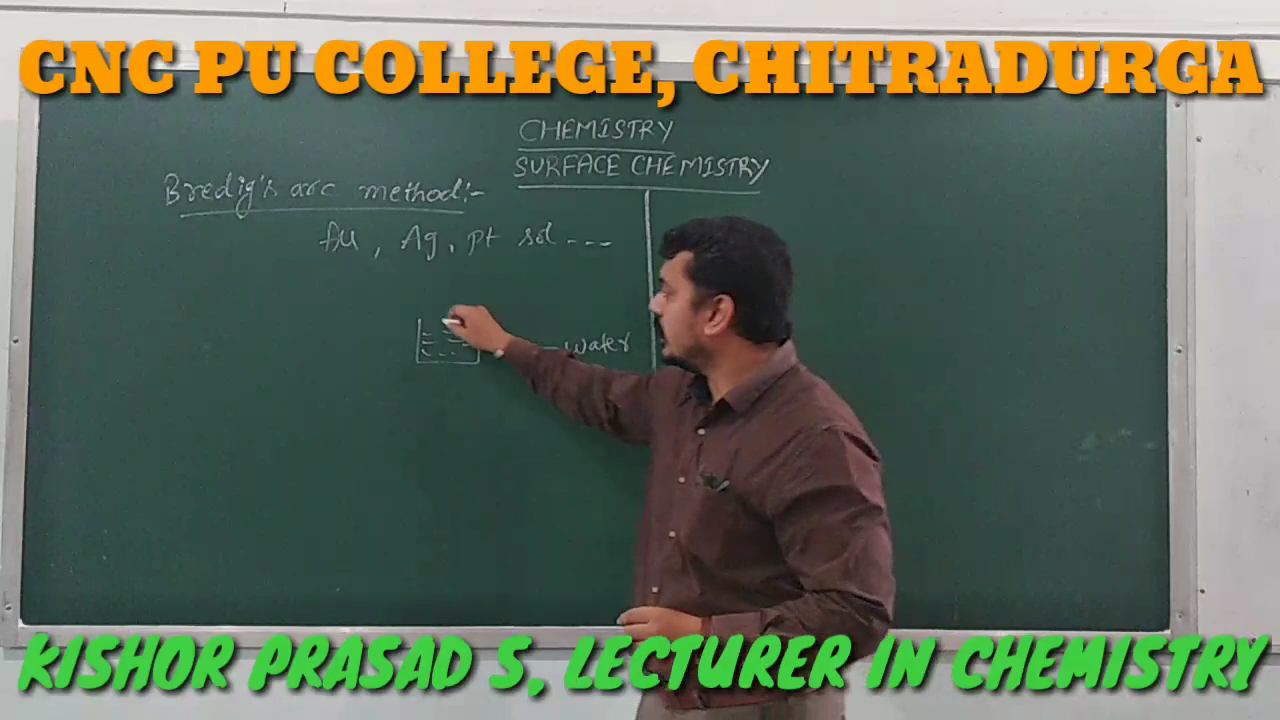 CNC PU COLLEGE, CHITRADURGA
CHEMISTRY
SURFACE CHEMISTRY
Bredig's arc method:-
Au, Ag, pt sol ---
water
KISHOR PRASAD S, LECTURER IN CHEMISTRY